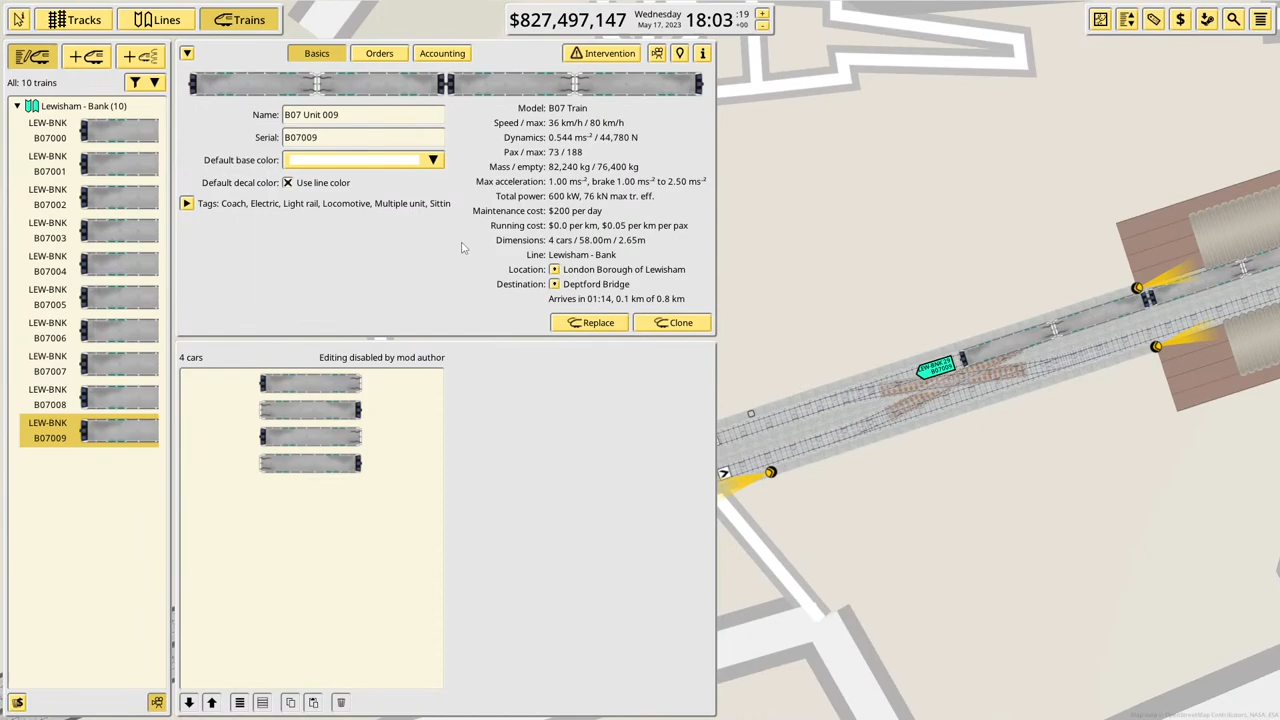 Tracks Lines Trains
$827,497,147 Wednesday May 17, 2023 18:03 :19 +00
All: 10 trains
Basics Orders Accounting Intervention
Lewisham - Bank (10)
LEW-BNK
B07000
LEW-BNK
B07001
LEW-BNK
B07002
LEW-BNK
B07003
LEW-BNK
B07004
LEW-BNK
B07005
LEW-BNK
B07006
LEW-BNK
B07007
LEW-BNK
B07008
LEW-BNK
B07009
Name: B07 Unit 009
Serial: B07009
Default base color:
Default decal color: Use line color
Tags: Coach, Electric, Light rail, Locomotive, Multiple unit, Sittin
Model: B07 Train
Speed / max: 36 km/h / 80 km/h
Dynamics: 0.544 ms⁻² / 44,780 N
Pax / max: 73 / 188
Mass / empty: 82,240 kg / 76,400 kg
Max acceleration: 1.00 ms⁻², brake 1.00 ms⁻² to 2.50 ms⁻²
Total power: 600 kW, 76 kN max tr. eff.
Maintenance cost: $200 per day
Running cost: $0.0 per km, $0.05 per km per pax
Dimensions: 4 cars / 58.00m / 2.65m
Line: Lewisham - Bank
Location: London Borough of Lewisham
Destination: Deptford Bridge
Arrives in 01:14, 0.1 km of 0.8 km
Replace Clone
4 cars Editing disabled by mod author
B07009